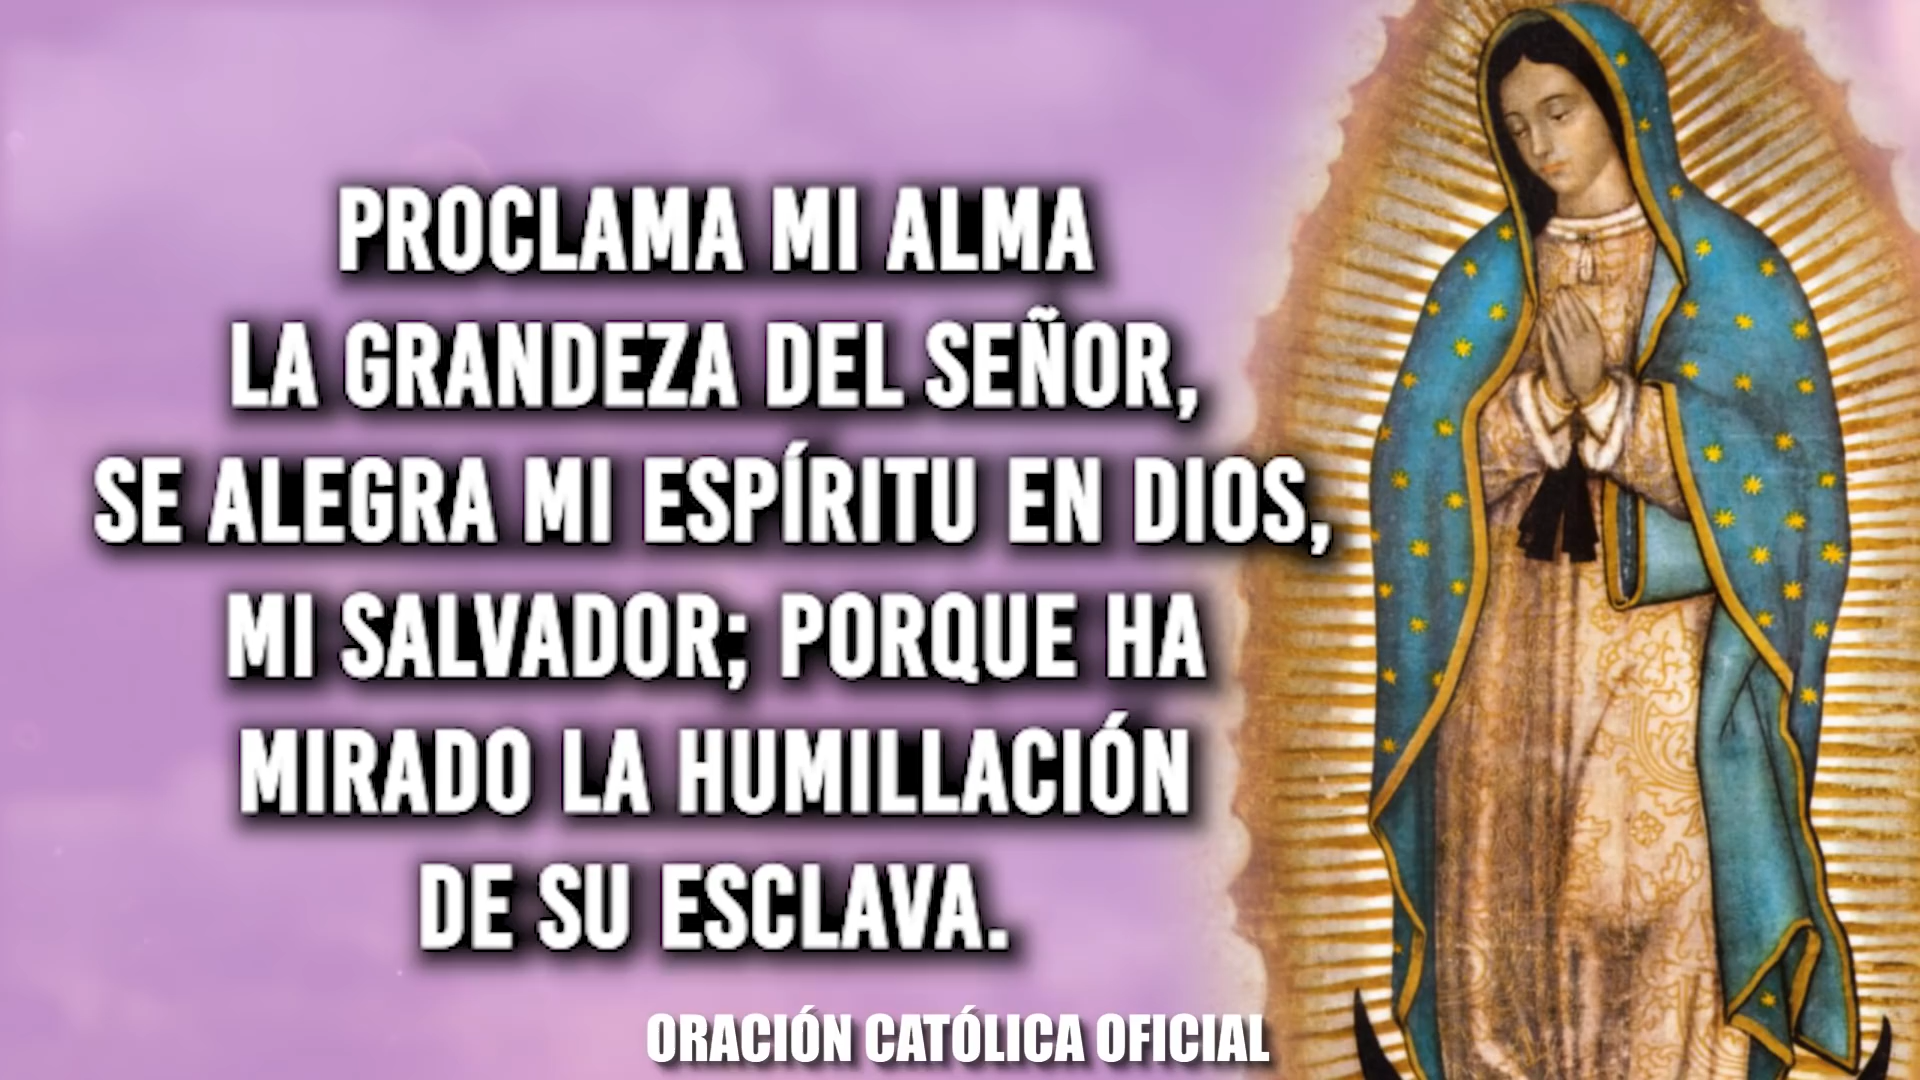 PROCLAMA MI ALMA
LA GRANDEZA DEL SEÑOR,
SE ALEGRA MI ESPÍRITU EN DIOS,
MI SALVADOR; PORQUE HA
MIRADO LA HUMILLACIÓN
DE SU ESCLAVA.
ORACIÓN CATÓLICA OFICIAL